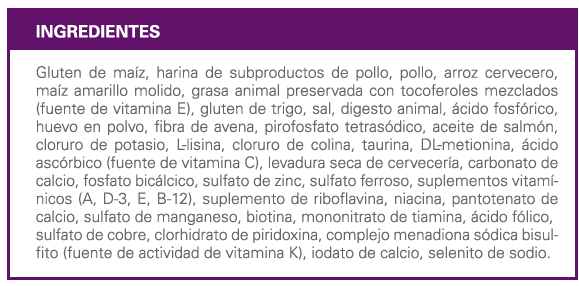 INGREDIENTES
Gluten de maíz, harina de subproductos de pollo, pollo, arroz cervecero,
maíz amarillo molido, grasa animal preservada con tocoferoles mezclados
(fuente de vitamina E), gluten de trigo, sal, digesto animal, ácido fosfórico,
huevo en polvo, fibra de avena, pirofosfato tetrasódico, aceite de salmón,
cloruro de potasio, L-lisina, cloruro de colina, taurina, DL-metionina, ácido
ascórbico (fuente de vitamina C), levadura seca de cervecería, carbonato de
calcio, fosfato bicálcico, sulfato de zinc, sulfato ferroso, suplementos vitamí-
nicos (A, D-3, E, B-12), suplemento de riboflavina, niacina, pantotenato de
calcio, sulfato de manganeso, biotina, mononitrato de tiamina, ácido fólico,
sulfato de cobre, clorhidrato de piridoxina, complejo menadiona sódica bisul-
fito (fuente de actividad de vitamina K), iodato de calcio, selenito de sodio.